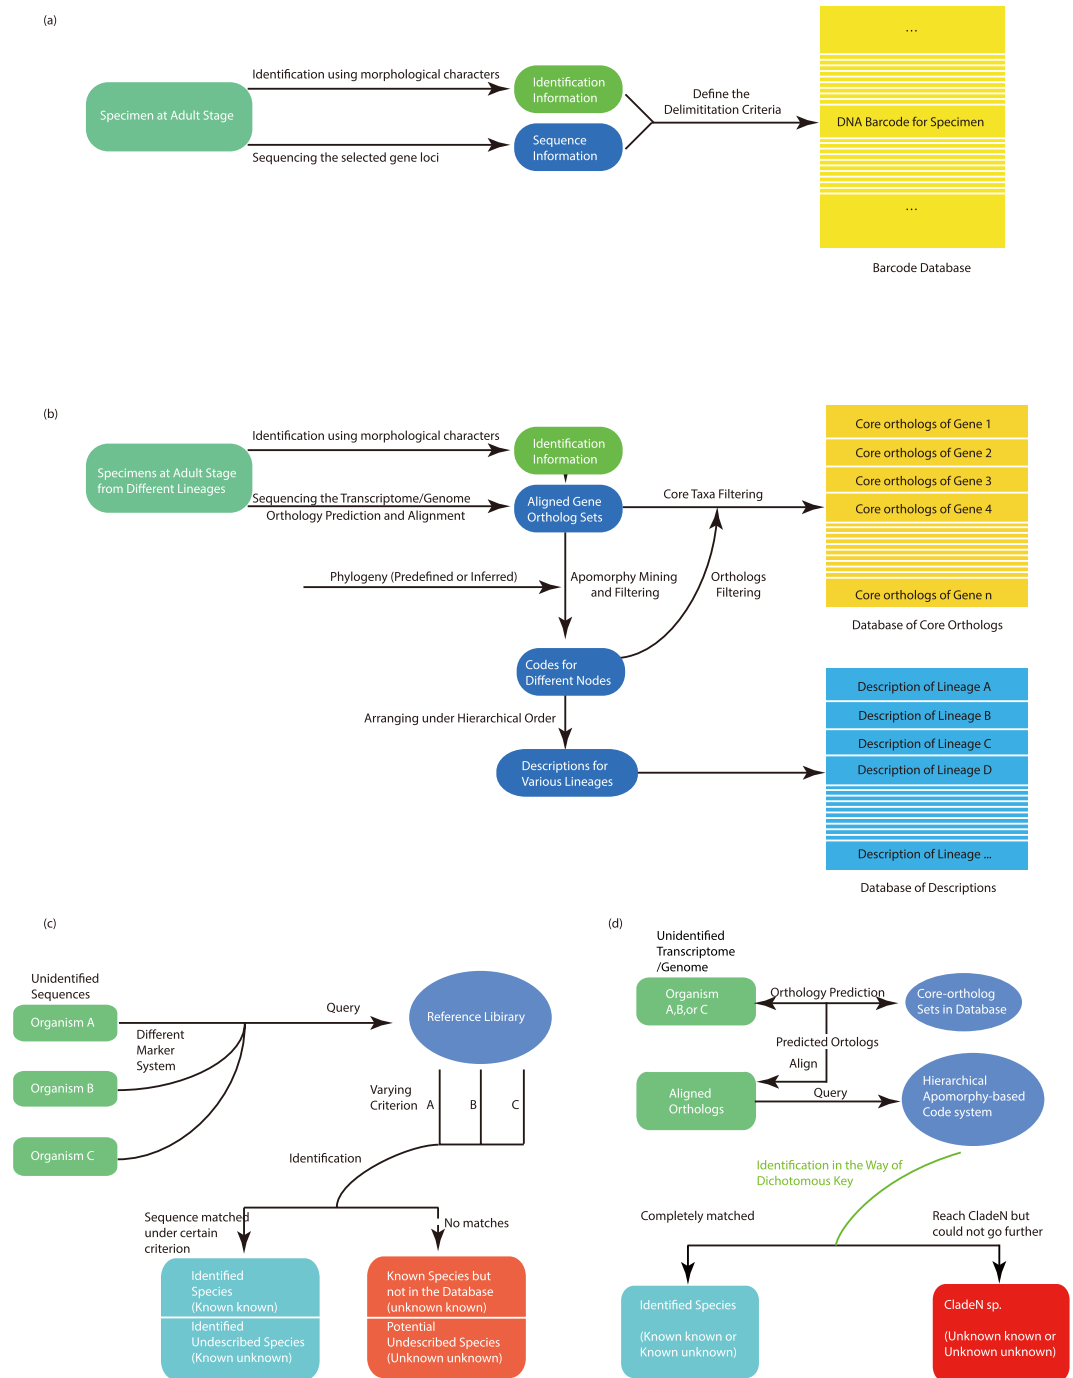 (a)
...
Identification using morphological characters
Identification
Information
Define the
Delimititation Criteria
Specimen at Adult Stage
DNA Barcode for Specimen
Sequence
Information
Sequencing the selected gene loci
...
Barcode Database
(b)
Core orthologs of Gene 1
Identification using morphological characters
Identification
Information
Core orthologs of Gene 2
Specimens at Adult Stage
from Different Lineages
Core orthologs of Gene 3
Sequencing the Transcriptome/Genome
Orthology Prediction and Alignment
Aligned Gene
Ortholog Sets
Core Taxa Filtering
Core orthologs of Gene 4
Phylogeny (Predefined or Inferred)
Apomorphy Mining
and Filtering
Orthologs
Filtering
Core orthologs of Gene n
Database of Core Orthologs
Codes for
Different Nodes
Description of Lineage A
Arranging under Hierarchical Order
Description of Lineage B
Description of Lineage C
Descriptions for
Various Lineages
Description of Lineage D
Description of Lineage ...
Database of Descriptions
(c)
Unidentified
Sequences
Organism A
Query
Reference Libirary
Different
Marker
System
Organism B
Varying
Criterion
A
B
C
Organism C
Identification
Sequence matched
under certain
criterion
No matches
Identified
Species
(Known known)
Identified
Undescribed Species
(Known unknown)
Known Species but
not in the Database
(unknown known)
Potential
Undescribed Species
(Unknown unknown)
(d)
Unidentified
Transcriptome
/Genome
Organism
A,B,or C
Orthology Prediction
Core-ortholog
Sets in Database
Predicted Ortologs
Align
Aligned
Orthologs
Query
Hierarchical
Apomorphy-based
Code system
Identification in the Way of
Dichotomous Key
Completely matched
Reach CladeN but
could not go further
Identified Species
(Known known or
Known unknown)
CladeN sp.
(Unknown known or
Unknown unknown)